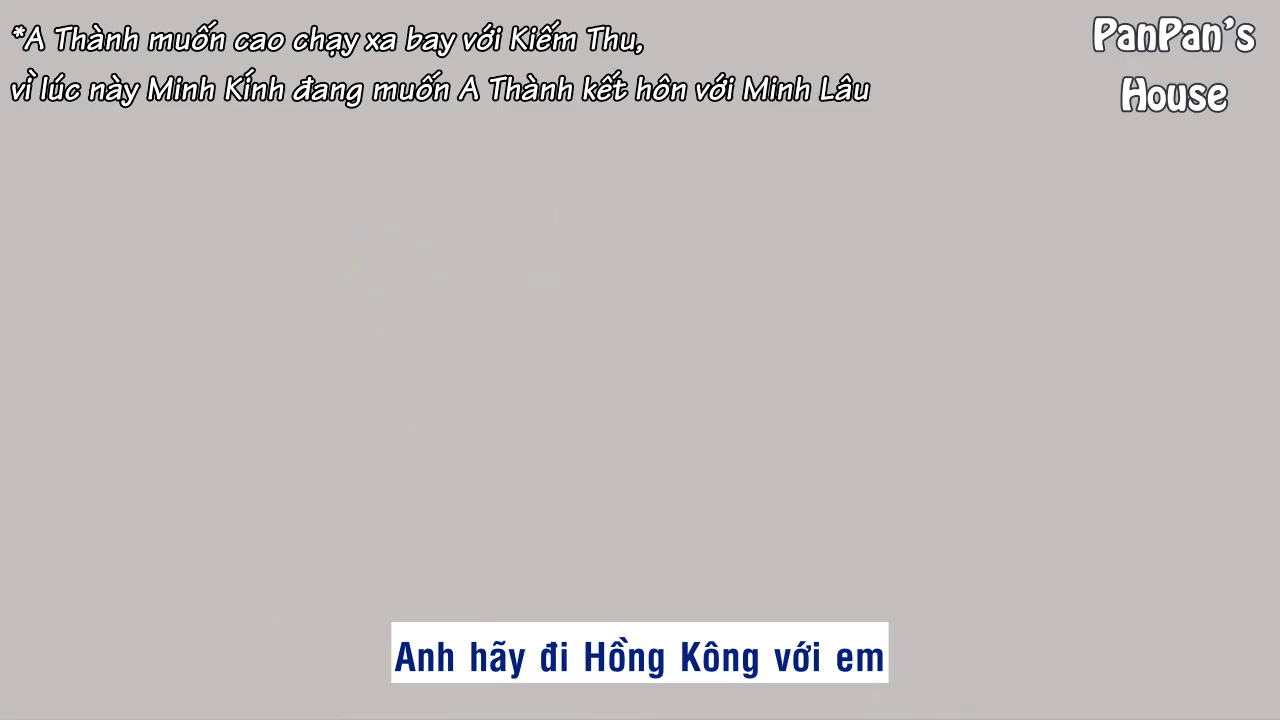 *A Thành muốn cao chạy xa bay với Kiếm Thu,
vì lúc này Minh Kính đang muốn A Thành kết hôn với Minh Lâu
PanPan's
House
Anh hãy đi Hồng Kông với em